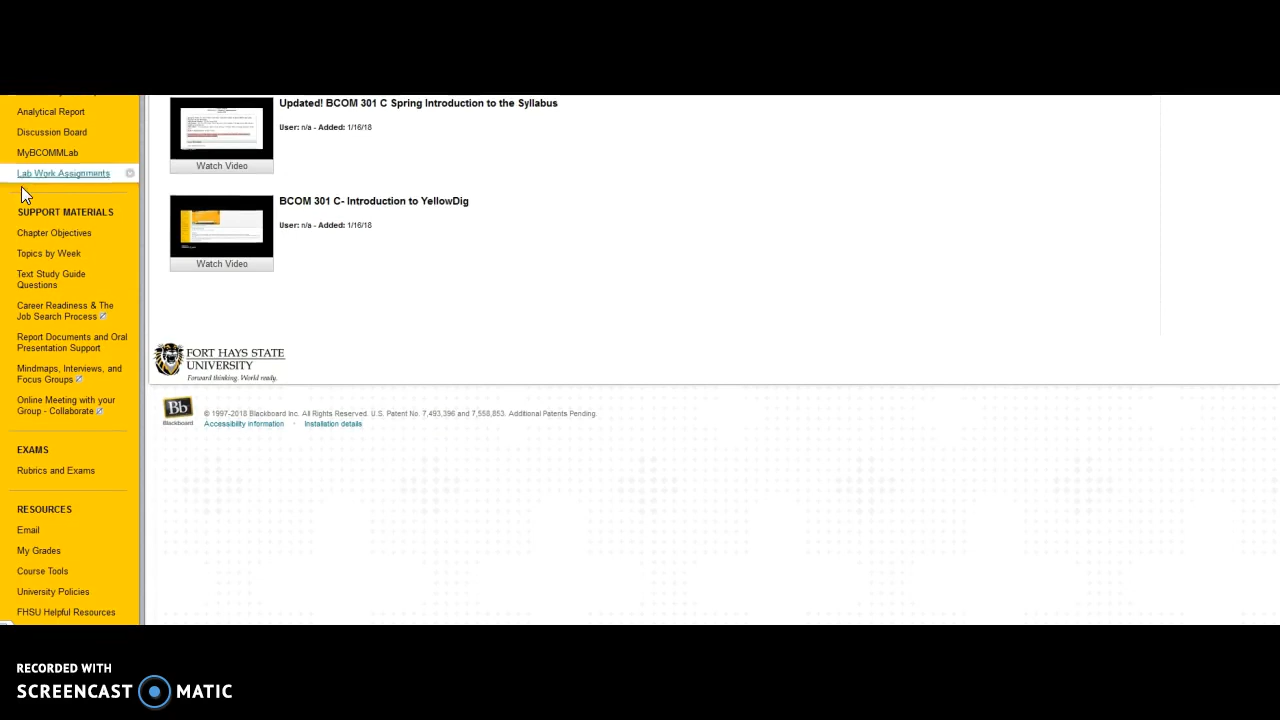 Analytical Report
Discussion Board
MyBCOMMLab
Lab Work Assignments
SUPPORT MATERIALS
Chapter Objectives
Topics by Week
Text Study Guide
Questions
Career Readiness & The
Job Search Process
Report Documents and Oral
Presentation Support
Mindmaps, Interviews, and
Focus Groups
Online Meeting with your
Group - Collaborate
EXAMS
Rubrics and Exams
RESOURCES
Email
My Grades
Course Tools
University Policies
FHSU Helpful Resources
Updated! BCOM 301 C Spring Introduction to the Syllabus
User: n/a - Added: 1/16/18
Watch Video
BCOM 301 C- Introduction to YellowDig
User: n/a - Added: 1/16/18
Watch Video
FORT HAYS STATE
UNIVERSITY
Forward thinking. World ready.
Bb
Blackboard
© 1997-2018 Blackboard Inc. All Rights Reserved. U.S. Patent No. 7,493,396 and 7,558,853. Additional Patents Pending.
Accessibility information · Installation details
RECORDED WITH
SCREENCAST MATIC